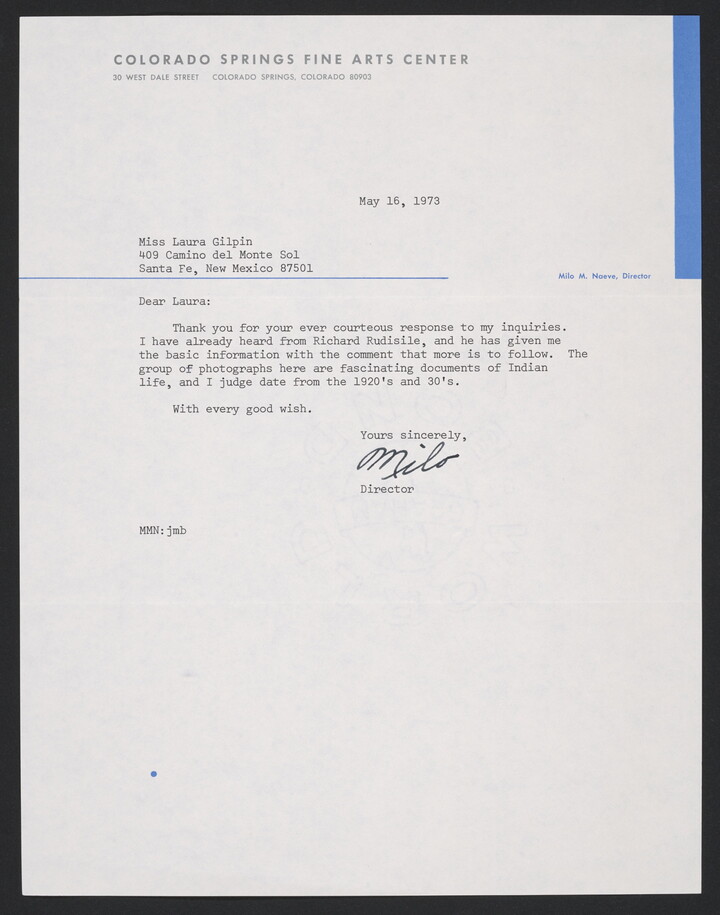 COLORADO SPRINGS FINE ARTS CENTER
30 WEST DALE STREET COLORADO SPRINGS, COLORADO 80903
May 16, 1973
Miss Laura Gilpin
409 Camino del Monte Sol
Santa Fe, New Mexico 87501
Milo M. Naeve, Director
Dear Laura:
Thank you for your ever courteous response to my inquiries.
I have already heard from Richard Rudisile, and he has given me
the basic information with the comment that more is to follow. The
group of photographs here are fascinating documents of Indian
life, and I judge date from the 1920's and 30's.
With every good wish.
Yours sincerely,
Milo
Director
MMN:jmb